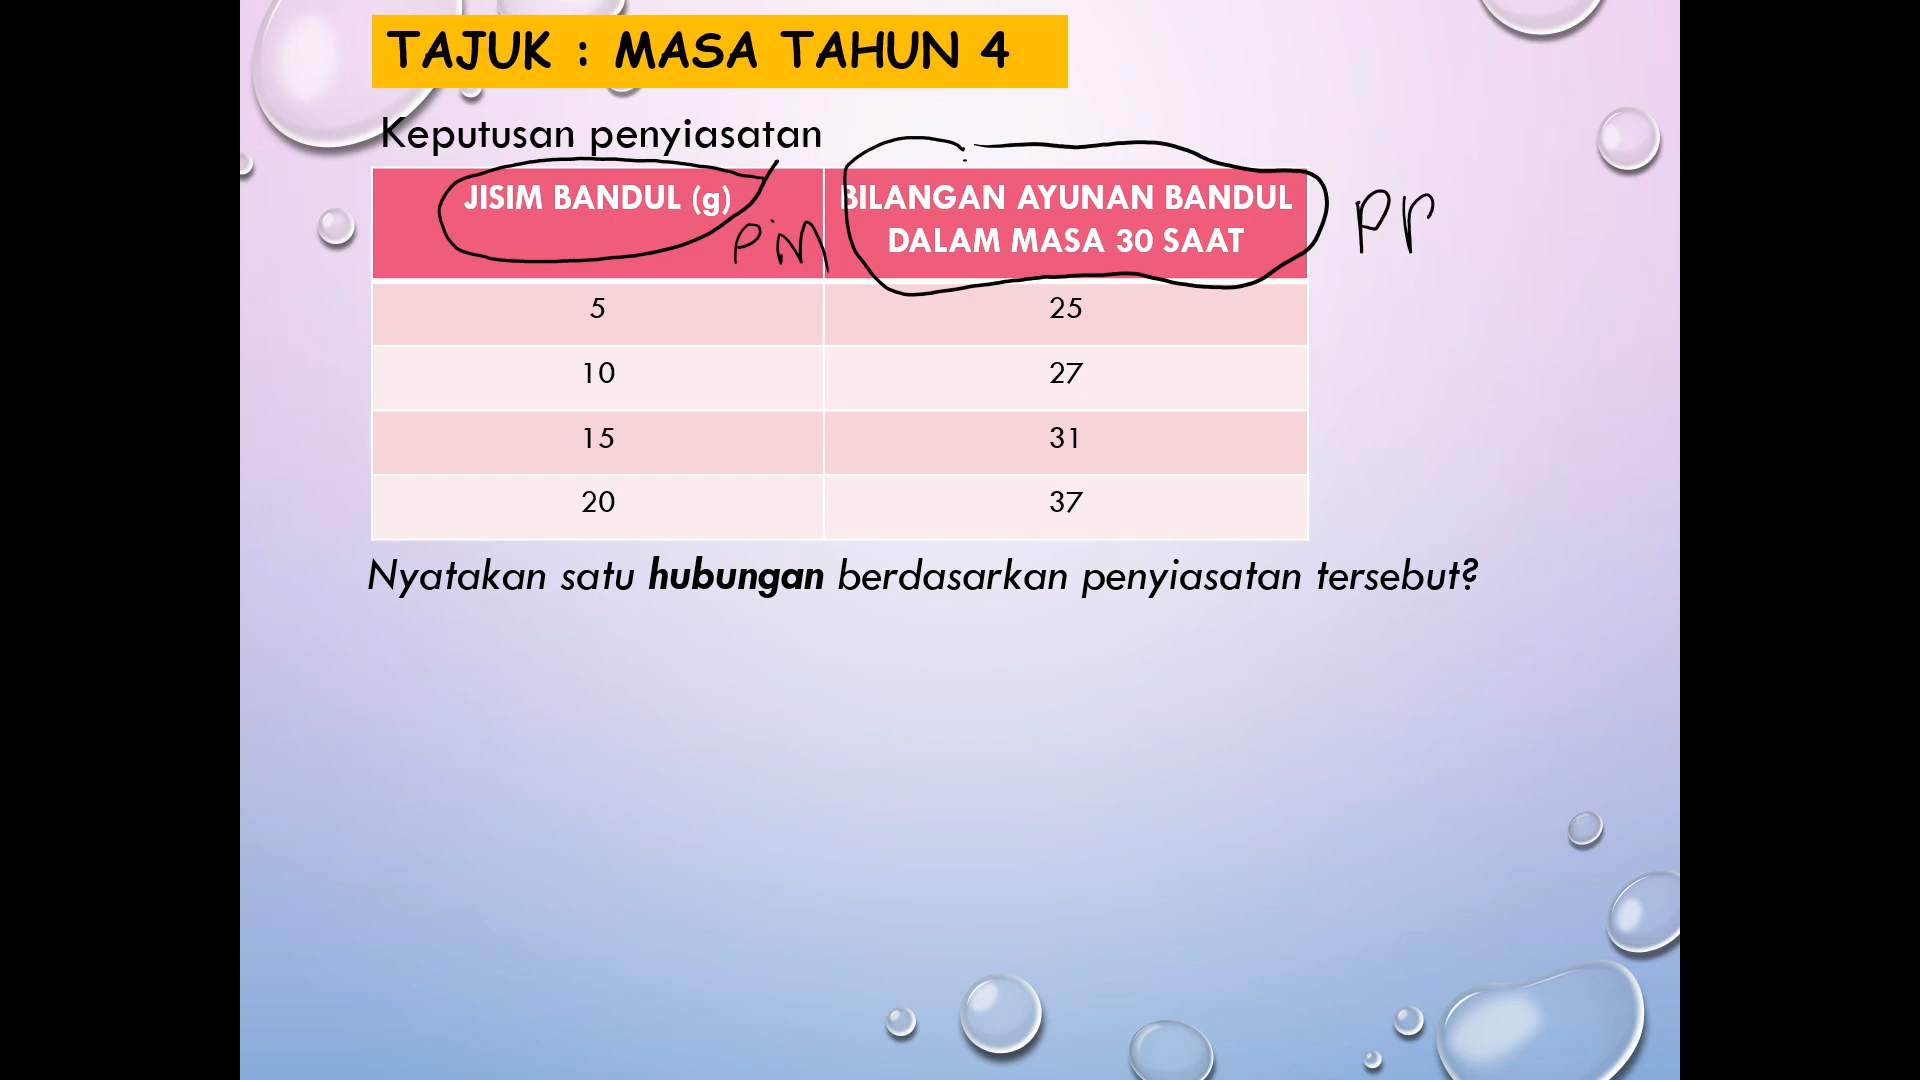 TAJUK : MASA TAHUN 4
Keputusan penyiasatan
JISIM BANDUL (g)
PM
BILANGAN AYUNAN BANDUL
DALAM MASA 30 SAAT
5 25
10 27
15 31
20 37
Nyatakan satu hubungan berdasarkan penyiasatan tersebut?